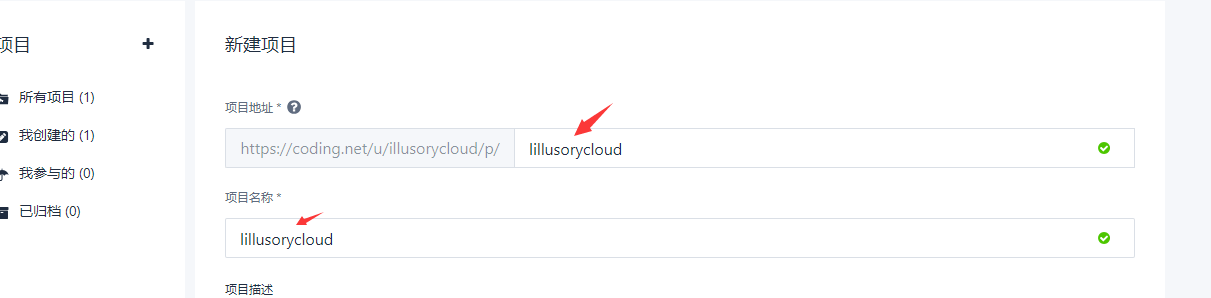 项目
+
所有项目 (1)
我创建的 (1)
我参与的 (0)
已归档 (0)
新建项目
项目地址 * ?
https://coding.net/u/illusorycloud/p/ lillusorycloud
项目名称 *
lillusorycloud
项目描述